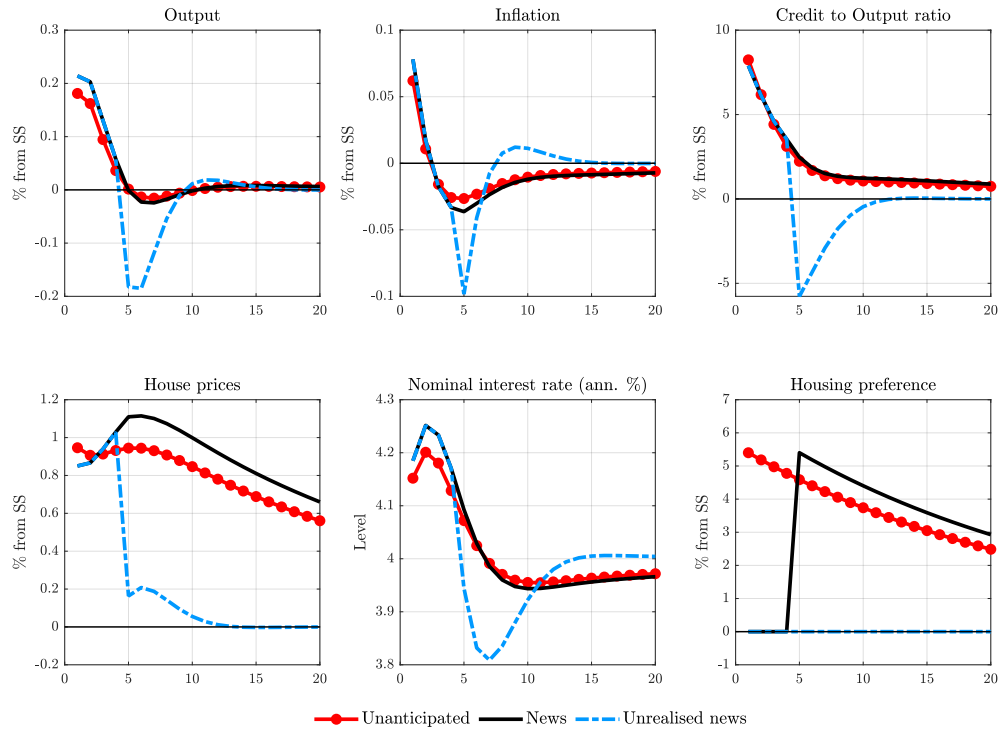 Output
Inflation
Credit to Output ratio
% from SS
0.3
0.2
0.1
0
-0.1
-0.2
0 5 10 15 20
% from SS
0.1
0.05
0
-0.05
-0.1
0 5 10 15 20
% from SS
10
5
0
-5
0 5 10 15 20
House prices
Nominal interest rate (ann. %)
Housing preference
% from SS
1.2
1
0.8
0.6
0.4
0.2
0
-0.2
0 5 10 15 20
Level
4.3
4.2
4.1
4
3.9
3.8
0 5 10 15 20
% from SS
7
6
5
4
3
2
1
0
-1
0 5 10 15 20
Unanticipated News Unrealised news